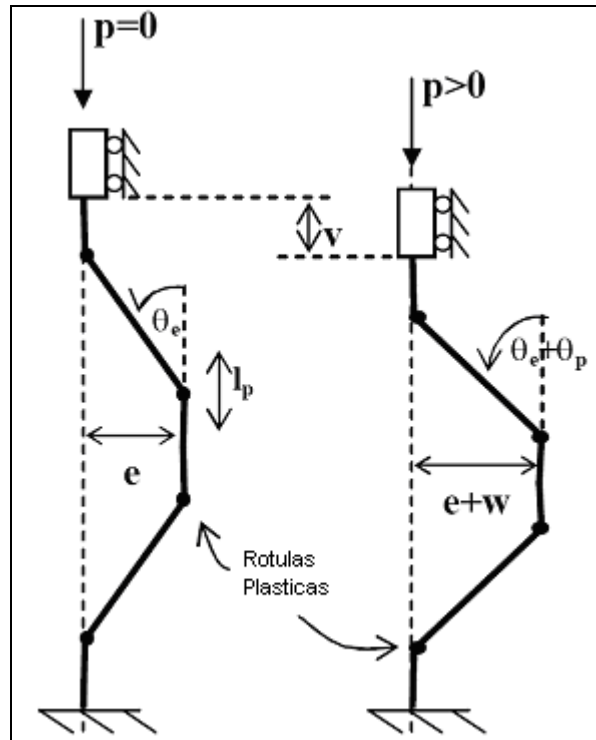 p=0
p>0
v
θe
lp
θe+θp
e
e+w
Rotulas
Plasticas